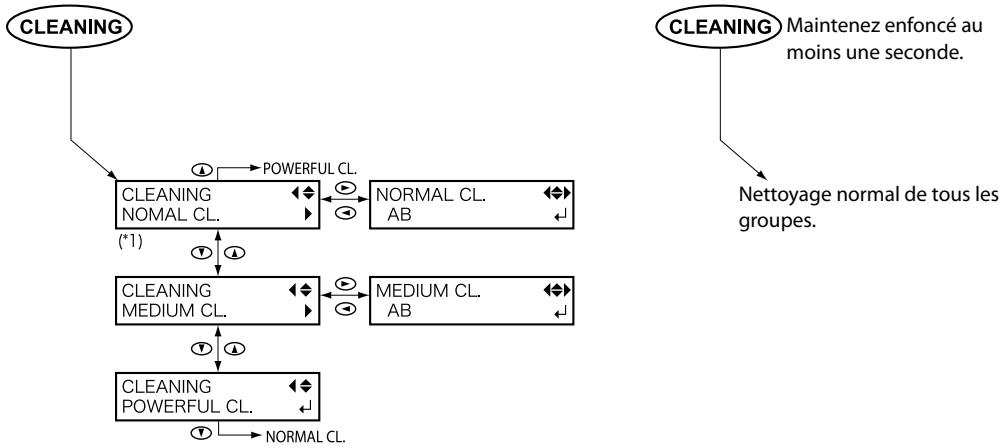 CLEANING
POWERFUL CL.
CLEANING
NOMAL CL.
NORMAL CL.
AB
(*1)
CLEANING
MEDIUM CL.
MEDIUM CL.
AB
CLEANING
POWERFUL CL.
NORMAL CL.
CLEANING Maintenez enfoncé au
moins une seconde.
Nettoyage normal de tous les
groupes.